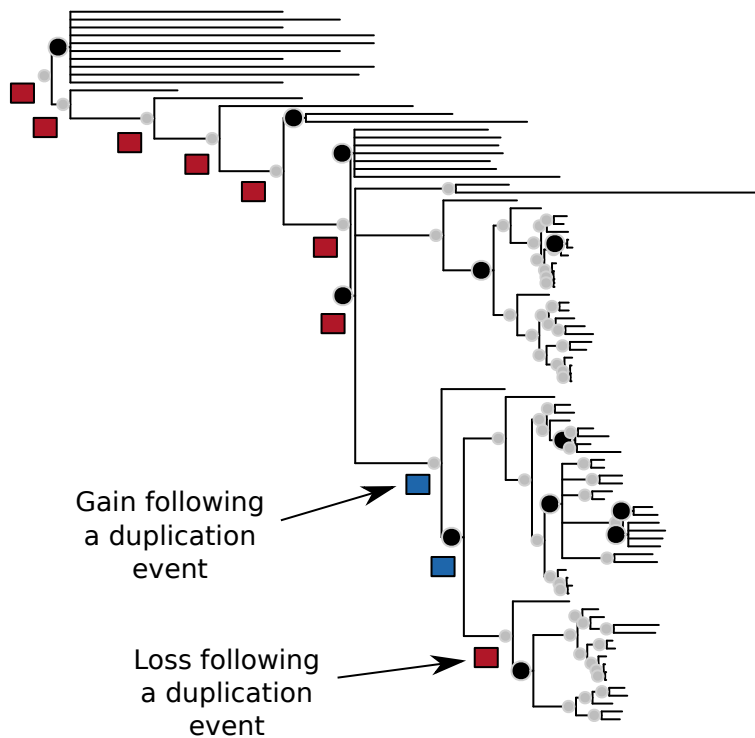 Gain following
a duplication
event
Loss following
a duplication
event